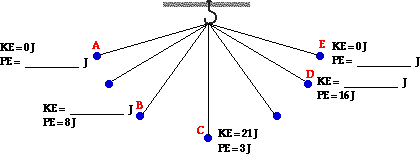 A
KE = 0 J
PE = __________ J
E
KE = 0 J
PE = __________ J
D
KE = __________ J
PE = 16 J
KE = __________ J
PE = 8 J
B
C
KE = 21 J
PE = 3 J